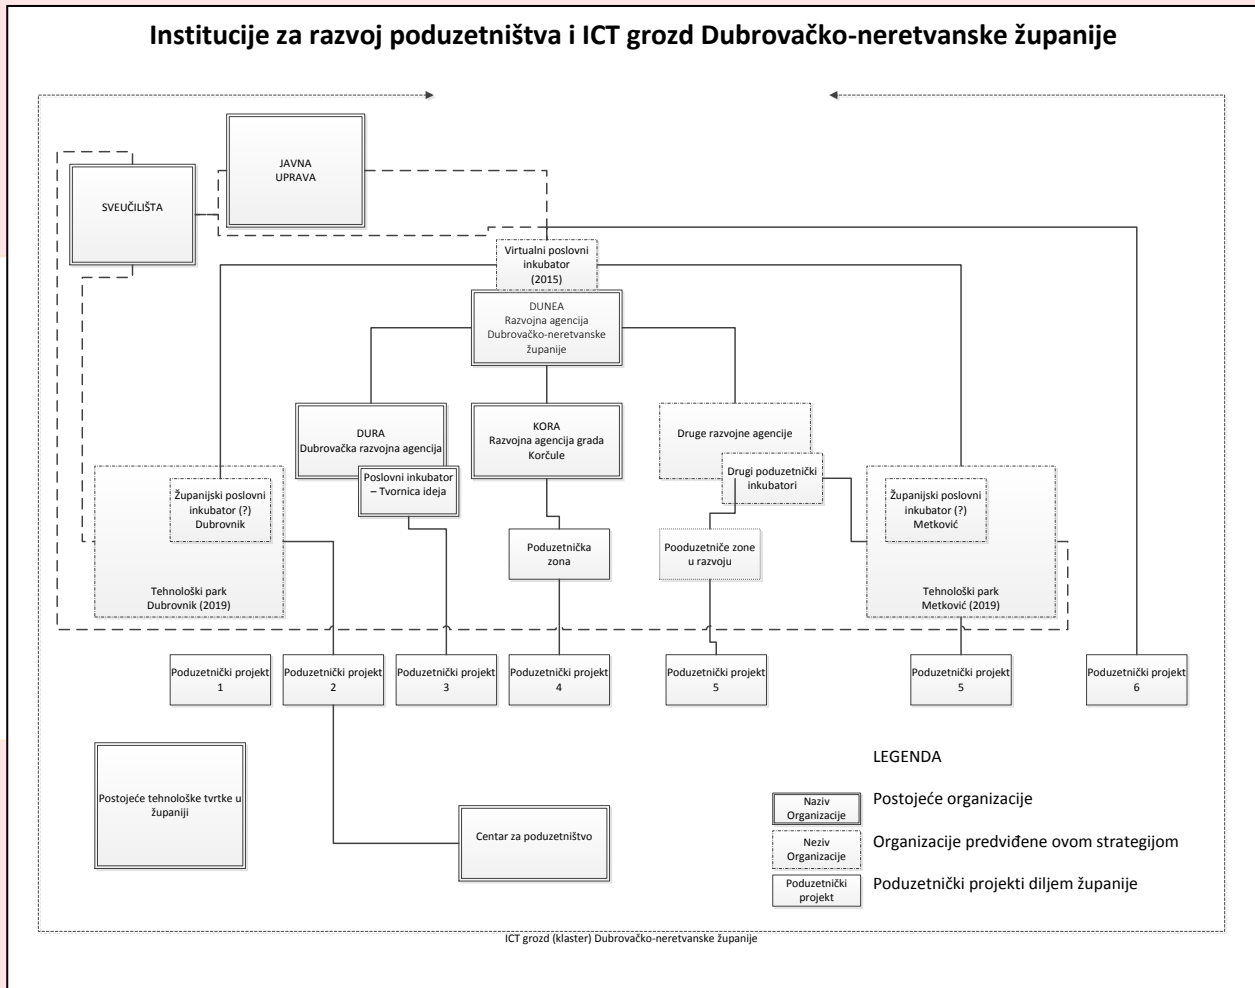 Institucije za razvoj poduzetništva i ICT grozd Dubrovačko-neretvanske županije
JAVNA
UPRAVA
SVEUČILIŠTA
Virtualni poslovni
inkubator
(2015)
DUNEA
Razvojna agencija
Dubrovačko-neretvanske
županije
DURA
Dubrovačka razvojna agencija
KORA
Razvojna agencija grada
Korčule
Druge razvojne agencije
Poslovni inkubator
– Tvornica ideja
Drugi poduzetnički
inkubatori
Županijski poslovni
inkubator (?)
Dubrovnik
Županijski poslovni
inkubator (?)
Metković
Poduzetnička
zona
Pooduzetniče zone
u razvoju
Tehnološki park
Dubrovnik (2019)
Tehnološki park
Metković (2019)
Poduzetnički projekt
1
Poduzetnički projekt
2
Poduzetnički projekt
3
Poduzetnički projekt
4
Poduzetnički projekt
5
Poduzetnički projekt
5
Poduzetnički projekt
6
Postojeće tehnološke tvrtke u
županiji
Centar za poduzetništvo
LEGENDA
Naziv
Organizacije
Postojeće organizacije
Neziv
Organizacije
Organizacije predviđene ovom strategijom
Poduzetnički
projekt
Poduzetnički projekti diljem županije
ICT grozd (klaster) Dubrovačko-neretvanske županije